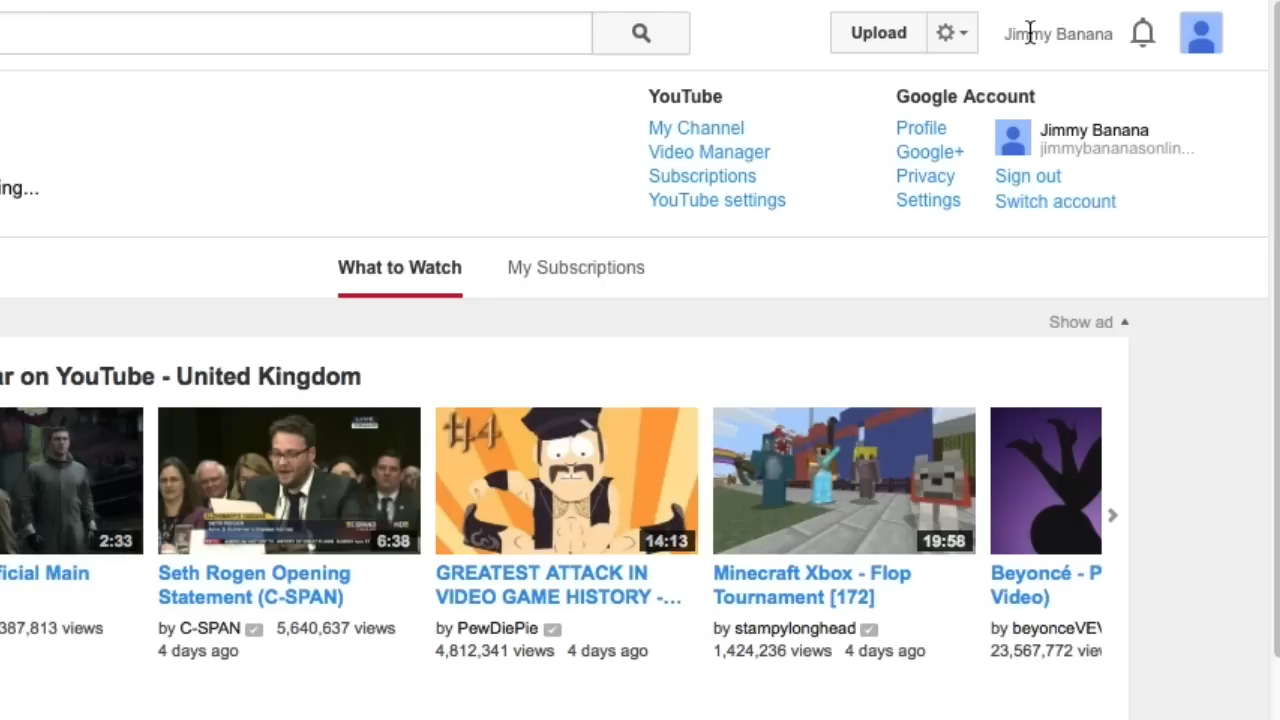 Upload
Jimmy Banana
YouTube
My Channel
Video Manager
Subscriptions
YouTube settings
Google Account
Profile
Google+
Privacy
Settings
Jimmy Banana
jimmybananasonlin...
Sign out
Switch account
ing...
What to Watch
My Subscriptions
Show ad
ar on YouTube - United Kingdom
2:33
ficial Main
387,813 views
LIVE
6:38
Seth Rogen Opening
Statement (C-SPAN)
by C-SPAN 5,640,637 views
4 days ago
#4
14:13
GREATEST ATTACK IN
VIDEO GAME HISTORY -...
by PewDiePie
4,812,341 views 4 days ago
19:58
Minecraft Xbox - Flop
Tournament [172]
by stampylonghead
1,424,236 views 4 days ago
Beyoncé - P
Video)
by beyonceVEV
23,567,772 view